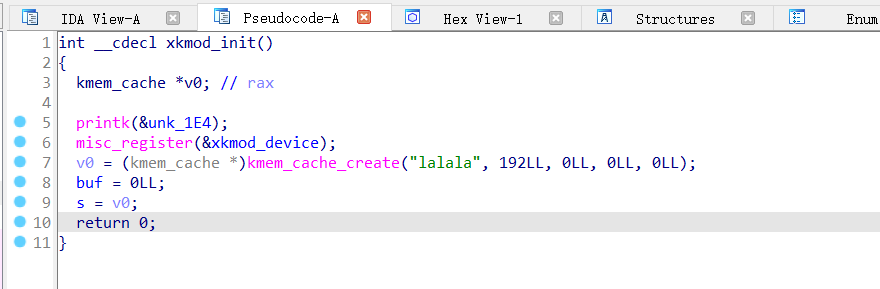 IDA View-A Pseudocode-A Hex View-1 Structures Enum
1 int __cdecl xkmod_init()
2 {
3 kmem_cache *v0; // rax
4
5 printk(&unk_1E4);
6 misc_register(&xkmod_device);
7 v0 = (kmem_cache *)kmem_cache_create("lalala", 192LL, 0LL, 0LL, 0LL);
8 buf = 0LL;
9 s = v0;
10 return 0;
11 }